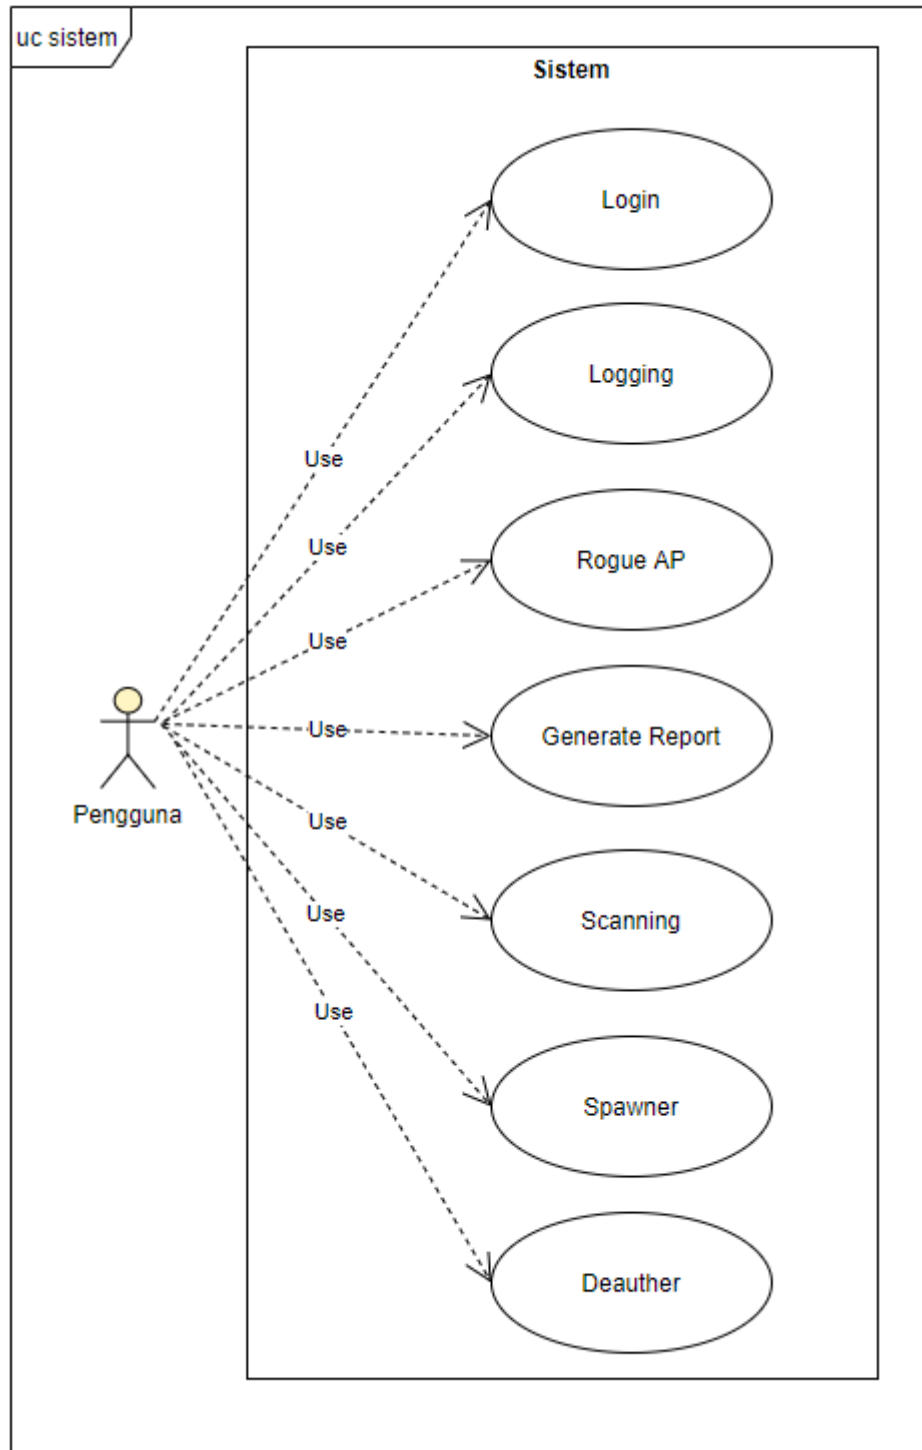 uc sistem
Sistem
Login
Logging
Use
Use
Rogue AP
Use
Use
Generate Report
Pengguna
Use
Scanning
Use
Use
Spawner
Deauther